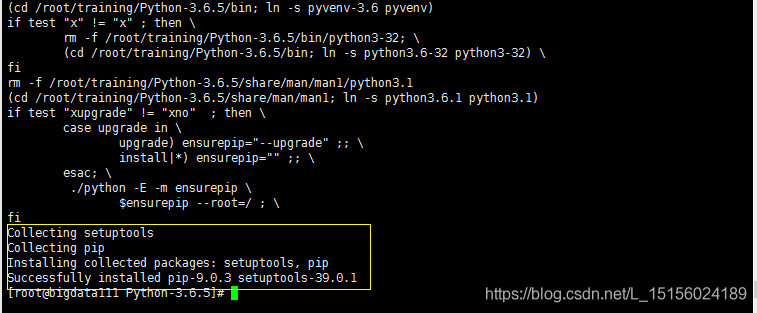 (cd /root/training/Python-3.6.5/bin; ln -s pyvenv-3.6 pyvenv)
if test "x" != "x" ; then \
rm -f /root/training/Python-3.6.5/bin/python3-32; \
(cd /root/training/Python-3.6.5/bin; ln -s python3.6-32 python3-32) \
fi
rm -f /root/training/Python-3.6.5/share/man/man1/python3.1
(cd /root/training/Python-3.6.5/share/man/man1; ln -s python3.6.1 python3.1)
if test "xupgrade" != "xno"  ; then \
case upgrade in \
upgrade) ensurepip="--upgrade" ;; \
install|*) ensurepip="" ;; \
esac; \
./python -E -m ensurepip \
$ensurepip --root=/ ; \
fi
Collecting setuptools
Collecting pip
Installing collected packages: setuptools, pip
Successfully installed pip-9.0.3 setuptools-39.0.1
[root@bigdata111 Python-3.6.5]#
https://blog.csdn.net/L_15156024189